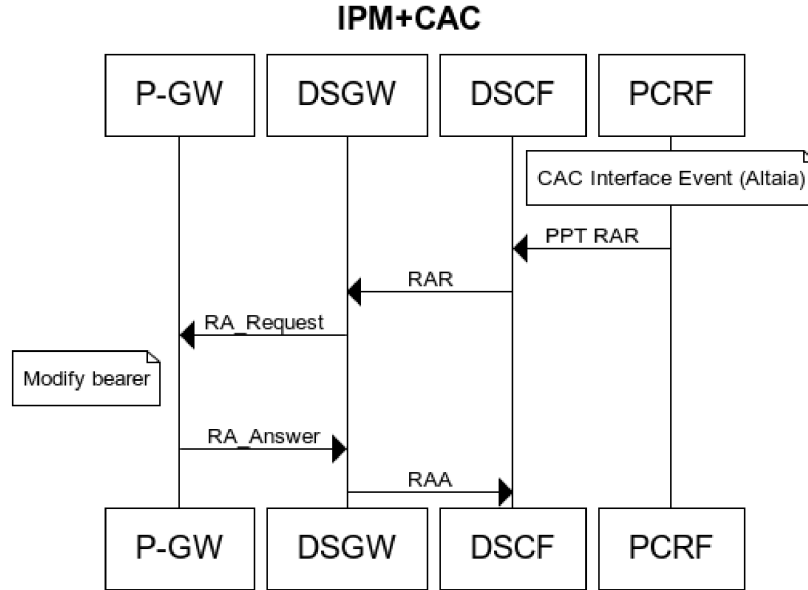 IPM+CAC
P-GW
DSGW
DSCF
PCRF
CAC Interface Event (Altaia)
PPT RAR
RAR
RA_Request
Modify bearer
RA_Answer
RAA
P-GW
DSGW
DSCF
PCRF